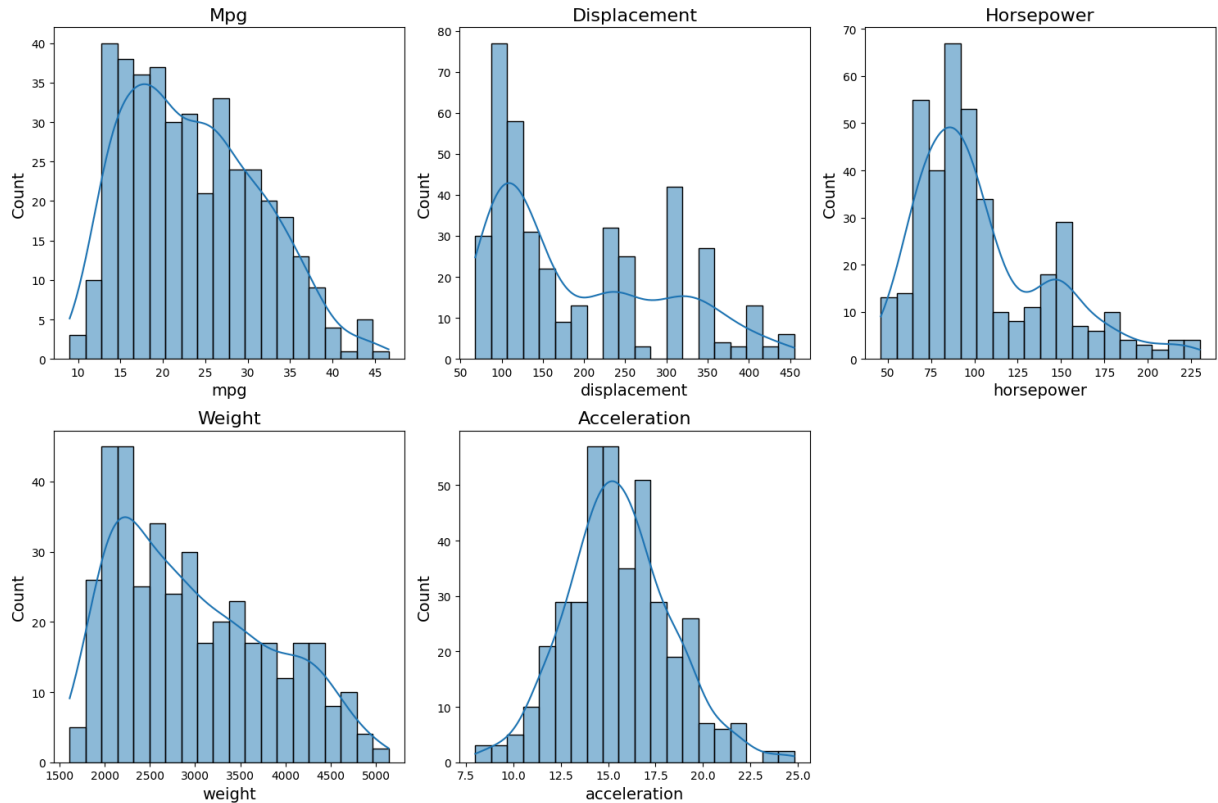 Mpg
Count
40
35
30
25
20
15
10
5
0
10 15 20 25 30 35 40 45
mpg
Displacement
Count
80
70
60
50
40
30
20
10
0
50 100 150 200 250 300 350 400 450
displacement
Horsepower
Count
70
60
50
40
30
20
10
0
50 75 100 125 150 175 200 225
horsepower
Weight
Count
40
30
20
10
0
1500 2000 2500 3000 3500 4000 4500 5000
weight
Acceleration
Count
50
40
30
20
10
0
7.5 10.0 12.5 15.0 17.5 20.0 22.5 25.0
acceleration